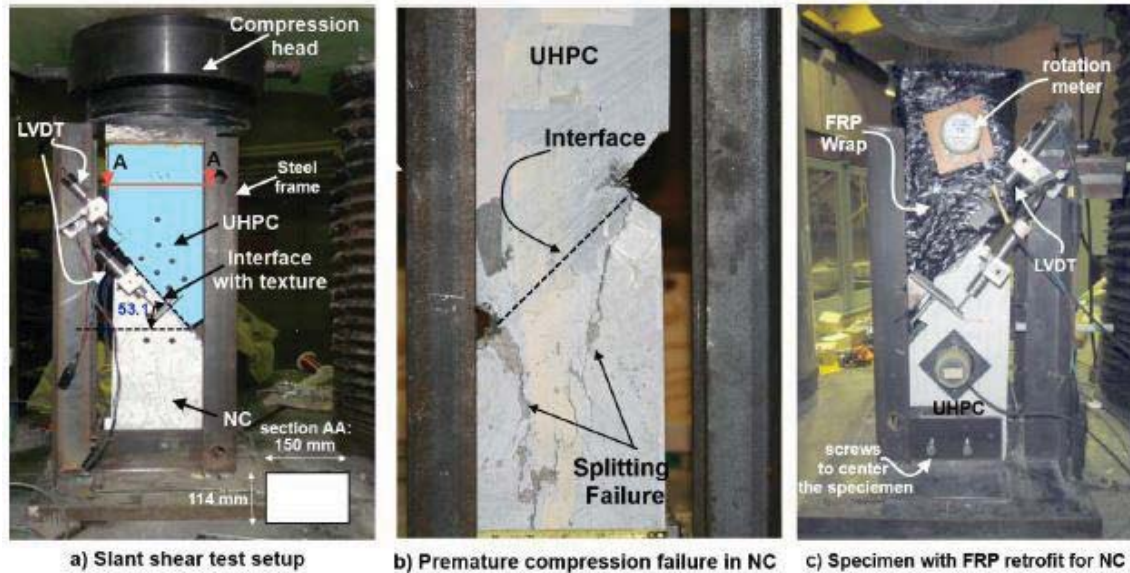 Compression
head
LVDT
A
A
Steel
frame
UHPC
Interface
with texture
53.1
NC
section AA:
150 mm
114 mm
a) Slant shear test setup
UHPC
Interface
Splitting
Failure
b) Premature compression failure in NC
rotation
meter
FRP
Wrap
LVDT
UHPC
screws
to center
the speciemen
c) Specimen with FRP retrofit for NC